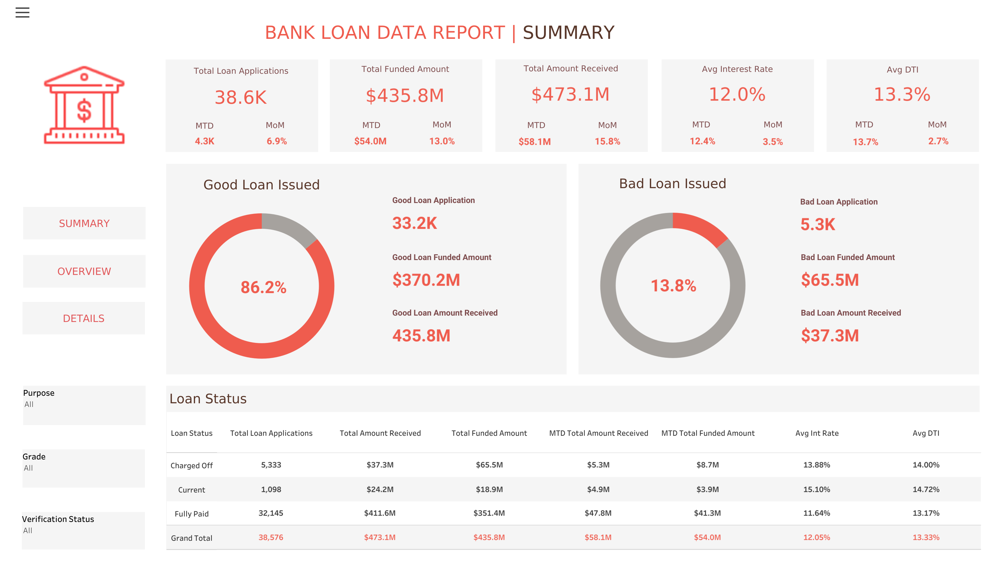 BANK LOAN DATA REPORT | SUMMARY
Total Loan Applications
38.6K
MTD MoM
4.3K 6.9%
Total Funded Amount
$435.8M
MTD MoM
$54.0M 13.0%
Total Amount Received
$473.1M
MTD MoM
$58.1M 15.8%
Avg Interest Rate
12.0%
MTD MoM
12.4% 3.5%
Avg DTI
13.3%
MTD MoM
13.7% 2.7%
$
SUMMARY
OVERVIEW
DETAILS
Good Loan Issued
86.2%
Good Loan Application
33.2K
Good Loan Funded Amount
$370.2M
Good Loan Amount Received
435.8M
Bad Loan Issued
13.8%
Bad Loan Application
5.3K
Bad Loan Funded Amount
$65.5M
Bad Loan Amount Received
$37.3M
Purpose
All
Grade
All
Verification Status
All
Loan Status
Loan Status Total Loan Applications Total Amount Received Total Funded Amount MTD Total Amount Received MTD Total Funded Amount Avg Int Rate Avg DTI
Charged Off 5,333 $37.3M $65.5M $5.3M $8.7M 13.88% 14.00%
Current 1,098 $24.2M $18.9M $4.9M $3.9M 15.10% 14.72%
Fully Paid 32,145 $411.6M $351.4M $47.8M $41.3M 11.64% 13.17%
Grand Total 38,576 $473.1M $435.8M $58.1M $54.0M 12.05% 13.33%